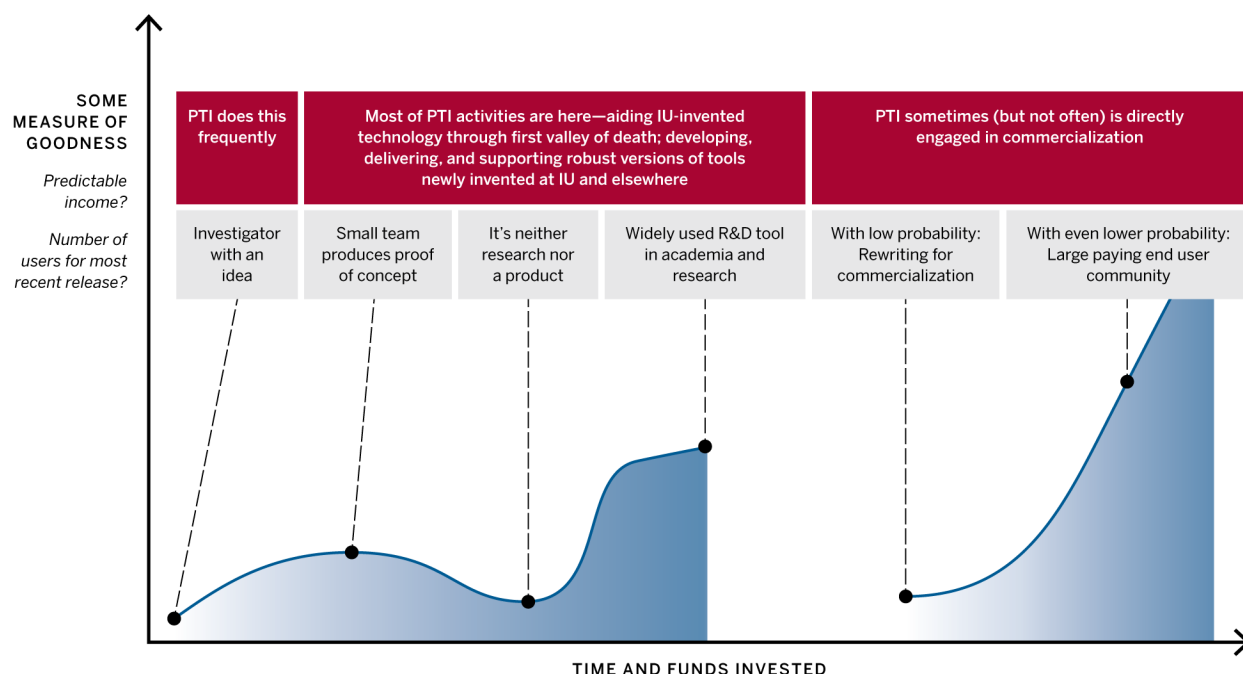 SOME
MEASURE OF
GOODNESS
Predictable
income?
Number of
users for most
recent release?
PTI does this
frequently
Most of PTI activities are here—aiding IU-invented
technology through first valley of death; developing,
delivering, and supporting robust versions of tools
newly invented at IU and elsewhere
PTI sometimes (but not often) is directly
engaged in commercialization
Investigator
with an
idea
Small team
produces proof
of concept
It’s neither
research nor
a product
Widely used R&D tool
in academia and
research
With low probability:
Rewriting for
commercialization
With even lower probability:
Large paying end user
community
TIME AND FUNDS INVESTED